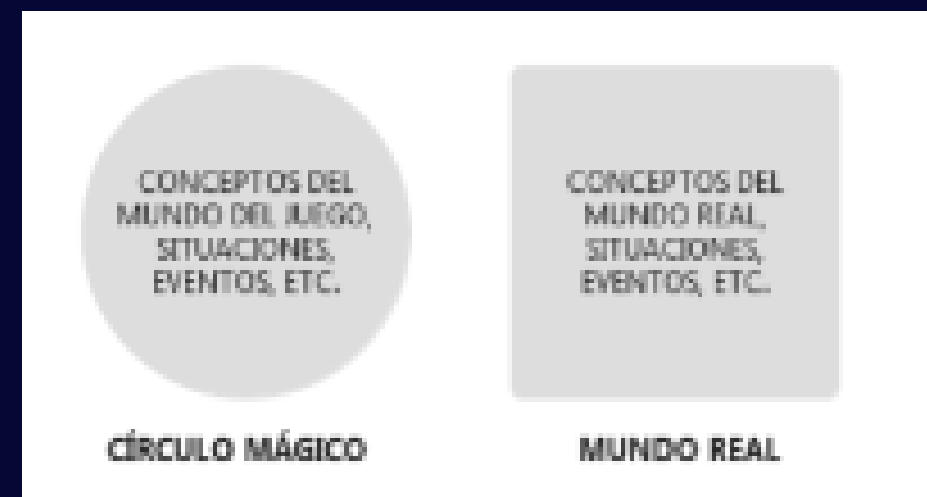 CONCEPTOS DEL
MUNDO DEL JUEGO,
SITUACIONES,
EVENTOS, ETC.
CÍRCULO MÁGICO
CONCEPTOS DEL
MUNDO REAL,
SITUACIONES,
EVENTOS, ETC.
MUNDO REAL